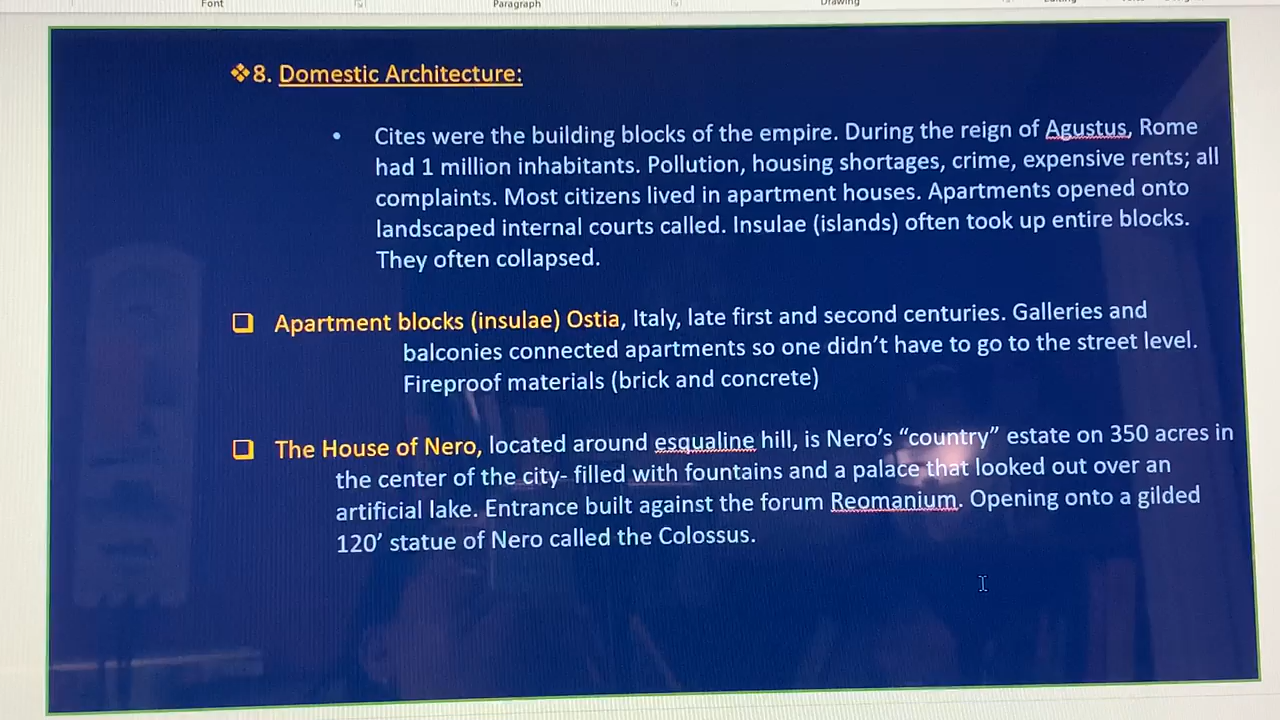 Font Paragraph Drawing
❖8. Domestic Architecture:
• Cites were the building blocks of the empire. During the reign of Agustus, Rome
had 1 million inhabitants. Pollution, housing shortages, crime, expensive rents; all
complaints. Most citizens lived in apartment houses. Apartments opened onto
landscaped internal courts called. Insulae (islands) often took up entire blocks.
They often collapsed.
❑ Apartment blocks (insulae) Ostia, Italy, late first and second centuries. Galleries and
balconies connected apartments so one didn’t have to go to the street level.
Fireproof materials (brick and concrete)
❑ The House of Nero, located around esqualine hill, is Nero’s “country” estate on 350 acres in
the center of the city- filled with fountains and a palace that looked out over an
artificial lake. Entrance built against the forum Reomanium. Opening onto a gilded
120’ statue of Nero called the Colossus.